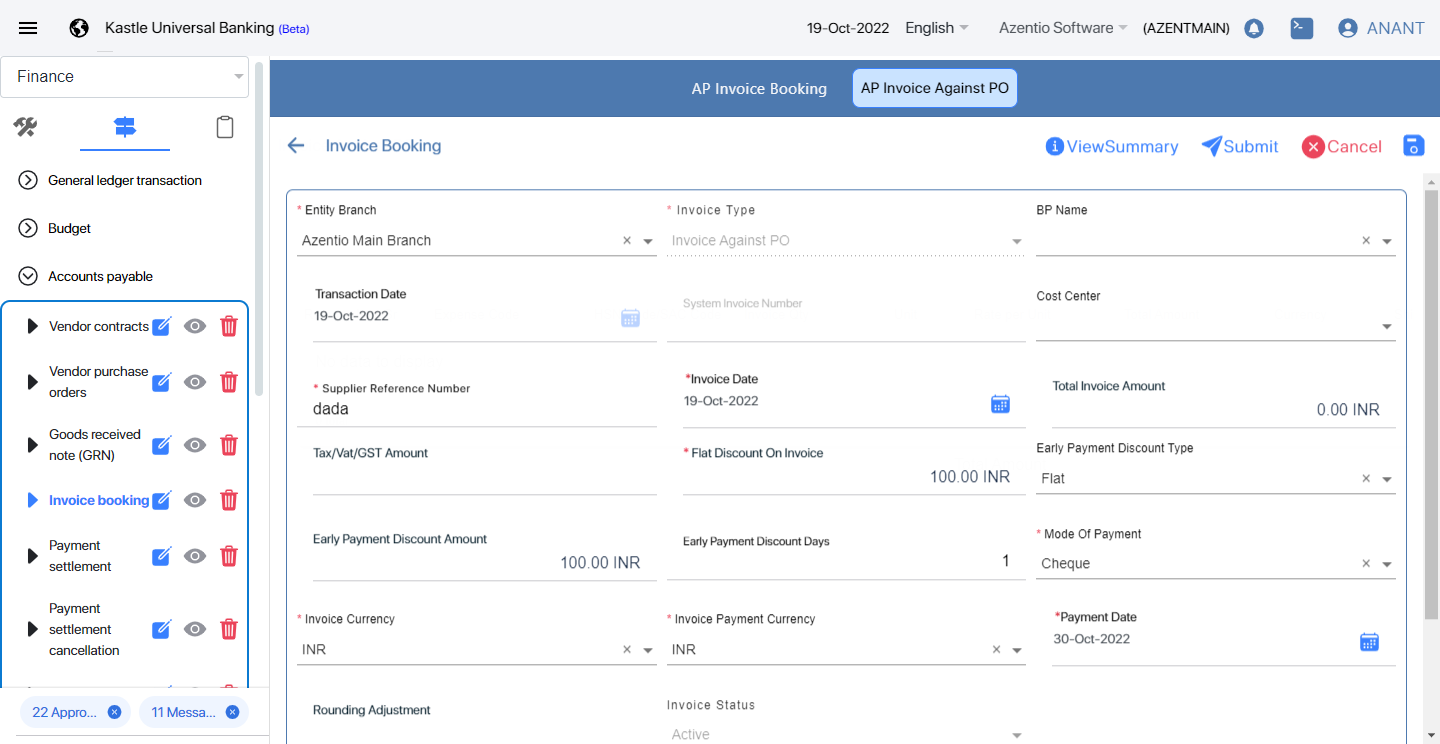 Kastle Universal Banking (Beta)
19-Oct-2022
English
Azentio Software
(AZENTMAIN)
ANANT
Finance
General ledger transaction
Budget
Accounts payable
Vendor contracts
Vendor purchase
orders
Goods received
note (GRN)
Invoice booking
Payment
settlement
Payment
settlement
cancellation
22 Appro...
11 Messa...
AP Invoice Booking
AP Invoice Against PO
Invoice Booking
ViewSummary
Submit
Cancel
* Entity Branch
Azentio Main Branch
* Invoice Type
Invoice Against PO
BP Name
Transaction Date
19-Oct-2022
System Invoice Number
Cost Center
* Supplier Reference Number
dada
*Invoice Date
19-Oct-2022
Total Invoice Amount
0.00 INR
Tax/Vat/GST Amount
* Flat Discount On Invoice
100.00 INR
Early Payment Discount Type
Flat
Early Payment Discount Amount
100.00 INR
Early Payment Discount Days
1
* Mode Of Payment
Cheque
* Invoice Currency
INR
* Invoice Payment Currency
INR
*Payment Date
30-Oct-2022
Rounding Adjustment
Invoice Status
Active